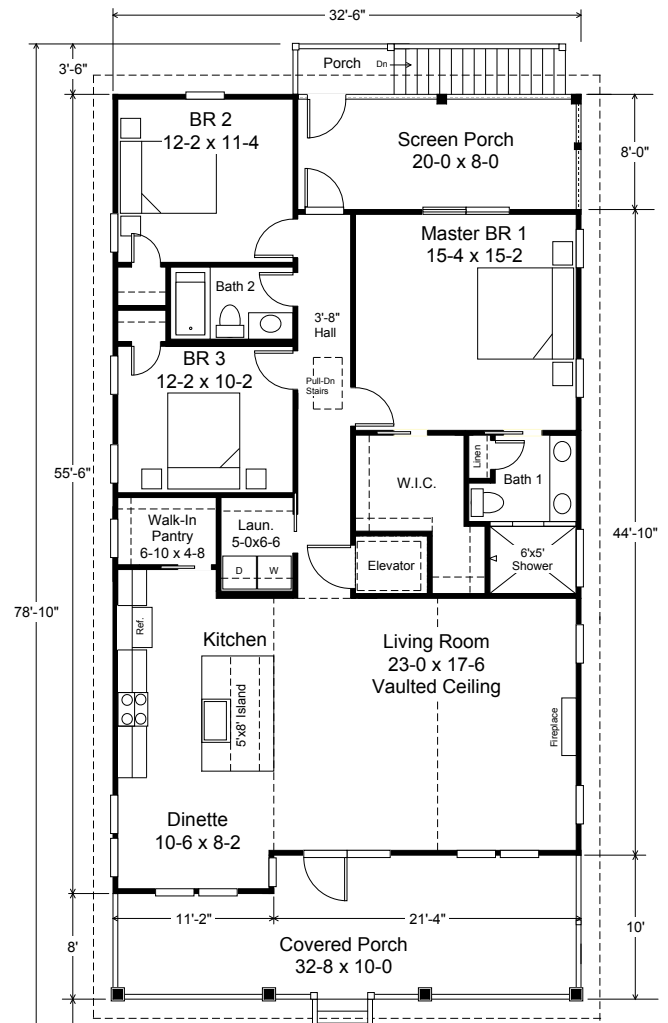 32'-6"
3'-6"
Porch
Dn
BR 2
12-2 x 11-4
Screen Porch
20-0 x 8-0
8'-0"
Master BR 1
15-4 x 15-2
Bath 2
3'-8"
Hall
BR 3
12-2 x 10-2
Pull-Dn
Stairs
55'-6"
Linen
W.I.C.
Bath 1
Walk-In
Pantry
6-10 x 4-8
Laun.
5-0x6-6
44'-10"
D
W
Elevator
6'x5'
Shower
78'-10"
Ref.
Kitchen
Living Room
23-0 x 17-6
Vaulted Ceiling
5'x8' Island
Fireplace
Dinette
10-6 x 8-2
11'-2"
21'-4"
8'
Covered Porch
32-8 x 10-0
10'